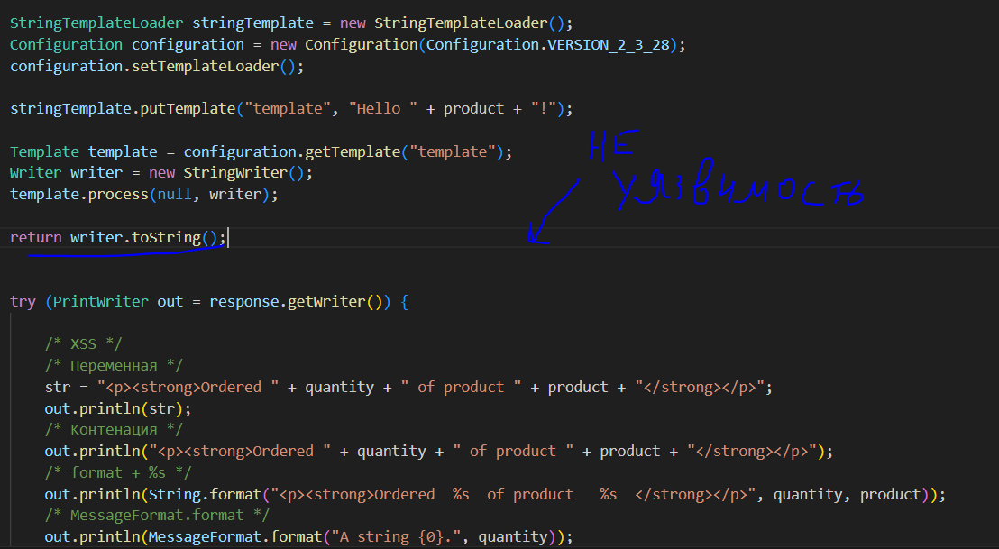 StringTemplateLoader stringTemplate = new StringTemplateLoader();
Configuration configuration = new Configuration(Configuration.VERSION_2_3_28);
configuration.setTemplateLoader();
stringTemplate.putTemplate("template", "Hello " + product + "!");
Template template = configuration.getTemplate("template");
НЕ
Writer writer = new StringWriter();
template.process(null, writer);
УЯЗВИМОСТЬ
return writer.toString();
try (PrintWriter out = response.getWriter()) {
/* XSS */
/* Переменная */
str = "<p><strong>Ordered " + quantity + " of product " + product + "</strong></p>";
out.println(str);
/* Контенация */
out.println("<p><strong>Ordered " + quantity + " of product " + product + "</strong></p>");
/* format + %s */
out.println(String.format("<p><strong>Ordered  %s  of product   %s  </strong></p>", quantity, product));
/* MessageFormat.format */
out.println(MessageFormat.format("A string {0}.", quantity));